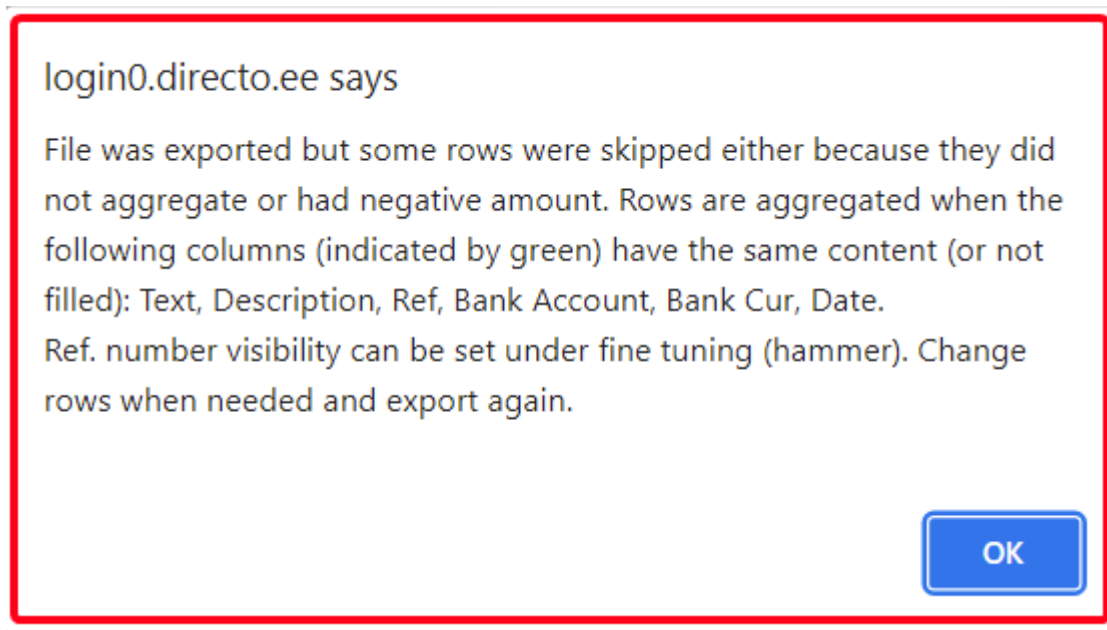 login0.directo.ee says
File was exported but some rows were skipped either because they did
not aggregate or had negative amount. Rows are aggregated when the
following columns (indicated by green) have the same content (or not
filled): Text, Description, Ref, Bank Account, Bank Cur, Date.
Ref. number visibility can be set under fine tuning (hammer). Change
rows when needed and export again.
OK